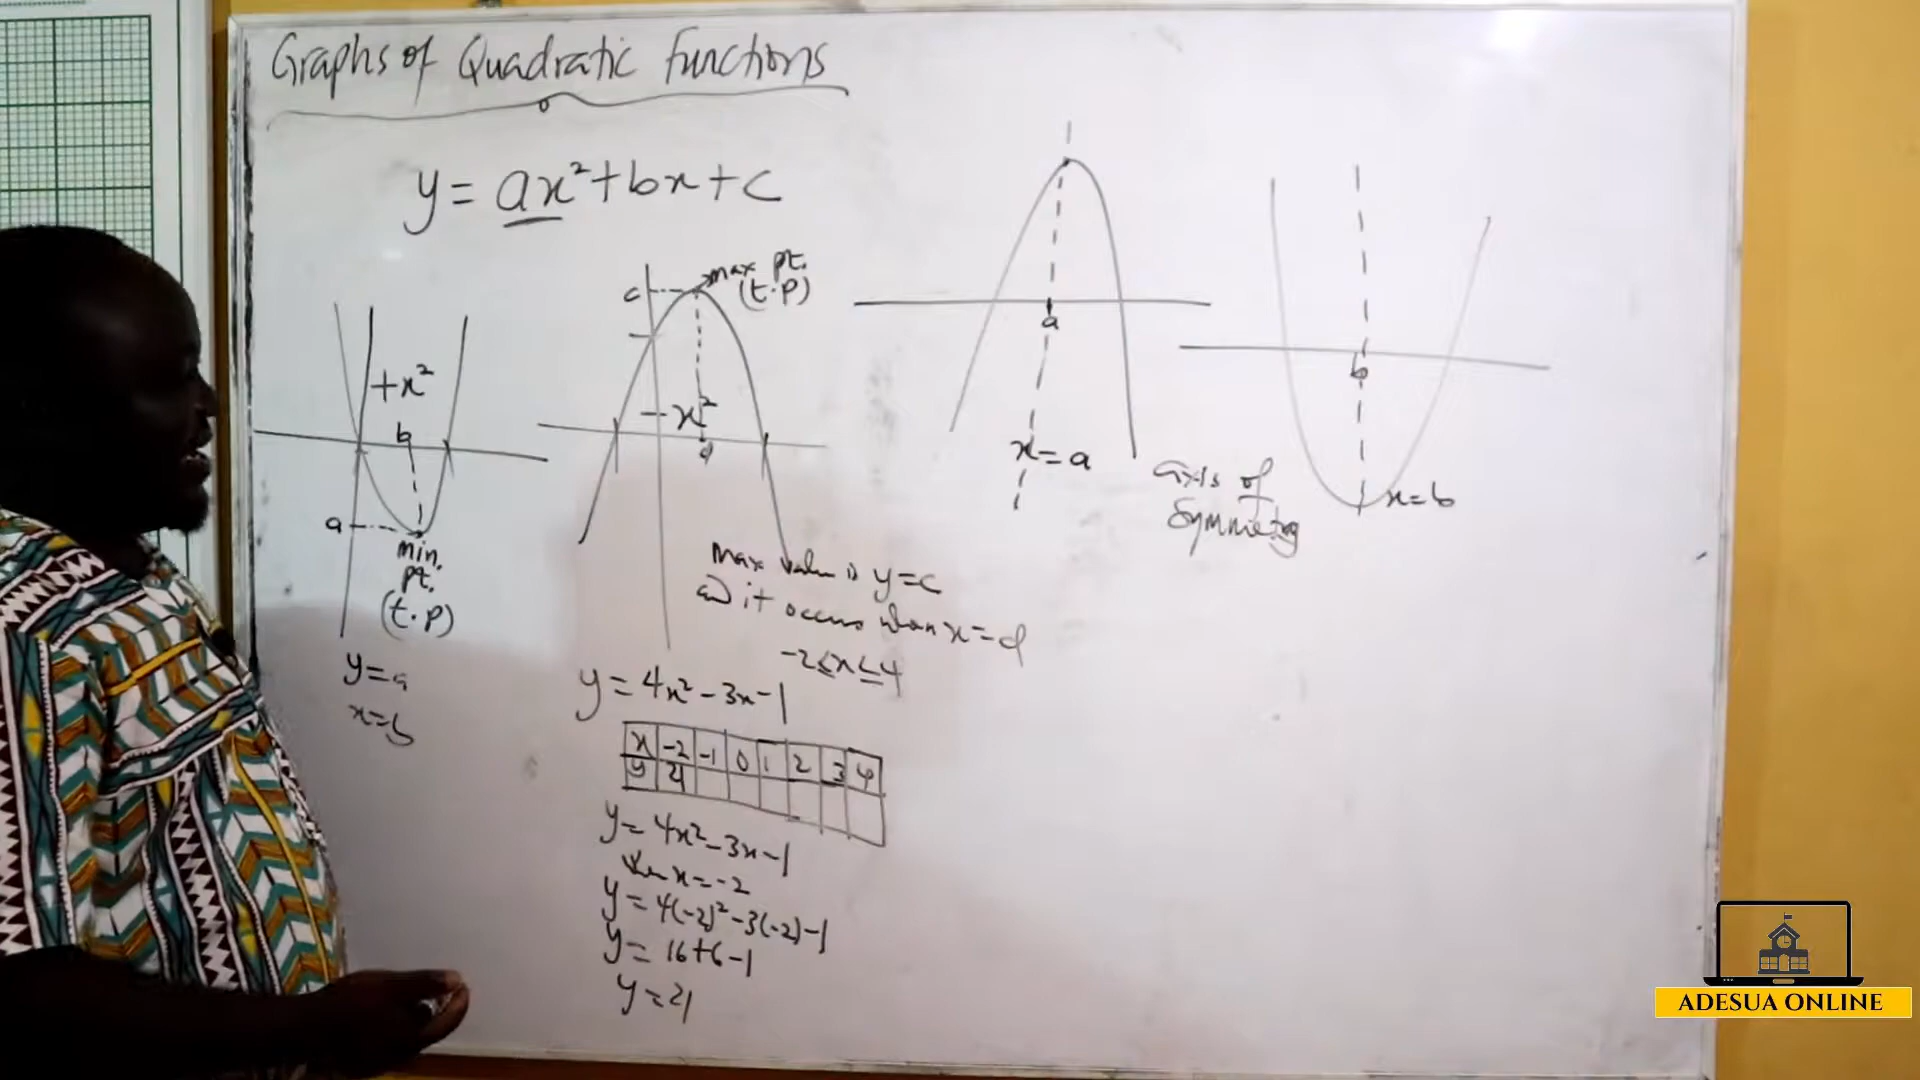 Graphs of Quadratic Functions
y = ax² + bx + c
+x²
b
a
min.
pt.
(t.p)
y = a
x = b
max pt.
(t.p)
c
-x²
d
Max value is y = c
and it occurs when x = d
-2 ≤ x ≤ 4
y = 4x² - 3x - 1
x -2 -1 0 1 2 3 4
y 21
y = 4x² - 3x - 1
when x = -2
y = 4(-2)² - 3(-2) - 1
y = 16 + 6 - 1
y = 21
a
x = a
axis of
symmetry
b
x = b
ADESUA ONLINE